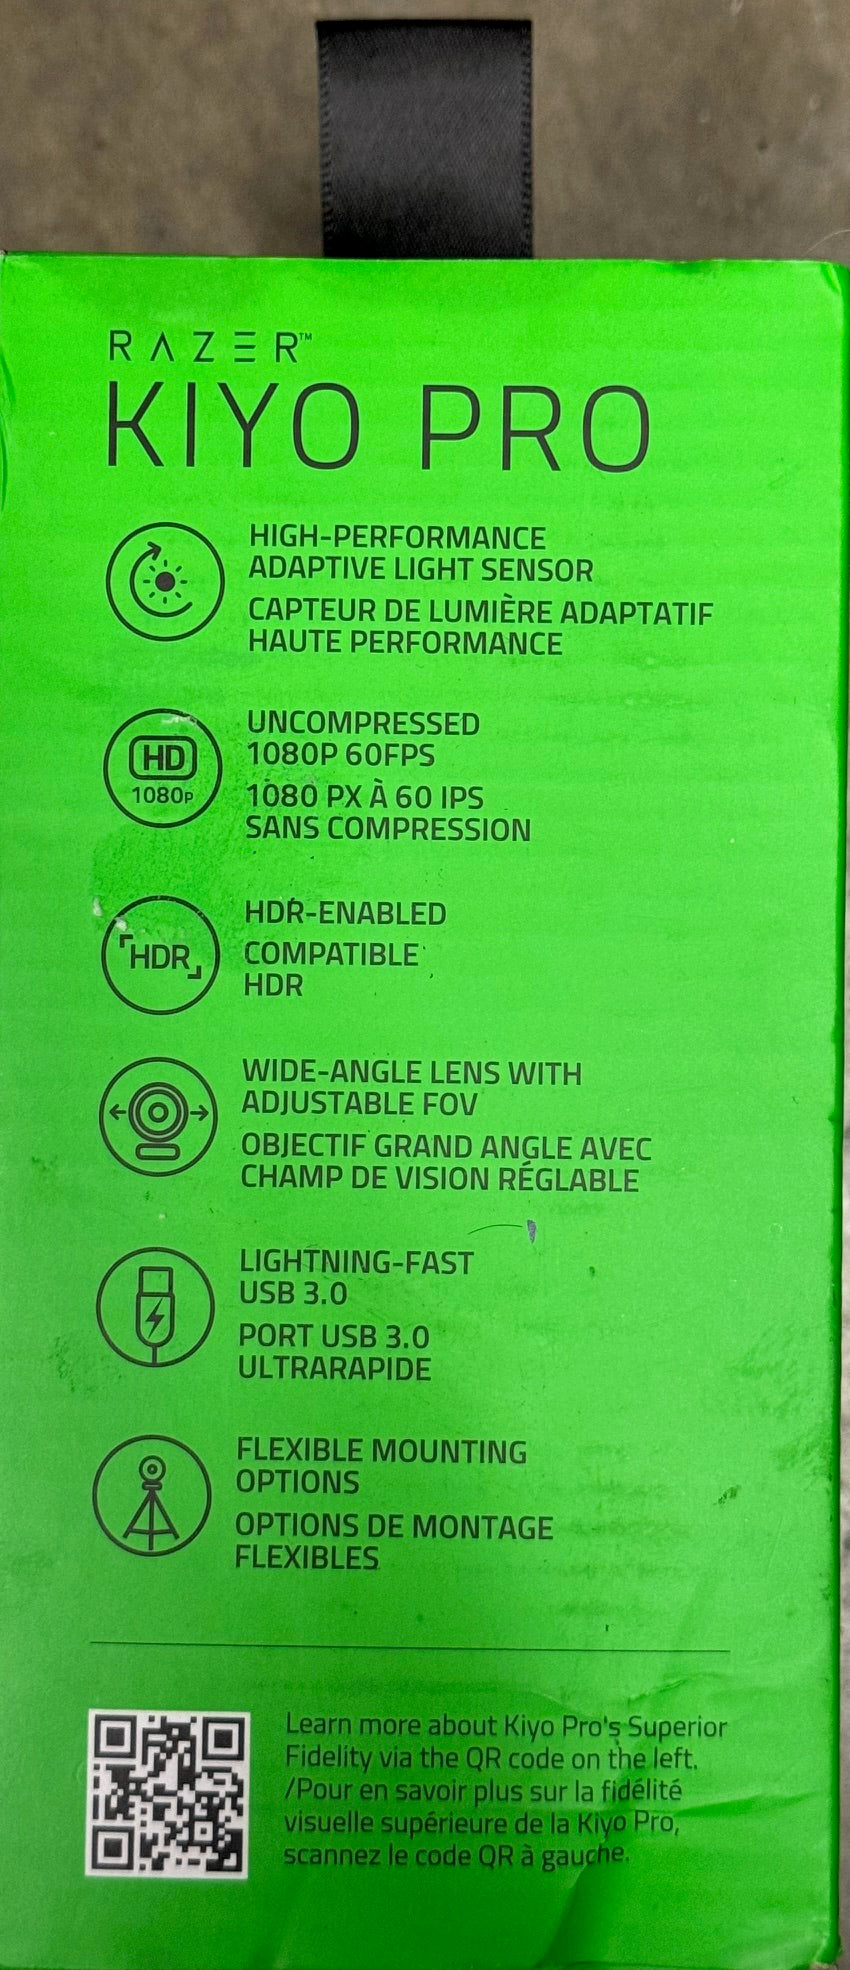 RAZER™
KIYO PRO
HIGH-PERFORMANCE
ADAPTIVE LIGHT SENSOR
CAPTEUR DE LUMIÈRE ADAPTATIF
HAUTE PERFORMANCE
HD
1080P
UNCOMPRESSED
1080P 60FPS
1080 PX À 60 IPS
SANS COMPRESSION
HDR
HDR-ENABLED
COMPATIBLE
HDR
WIDE-ANGLE LENS WITH
ADJUSTABLE FOV
OBJECTIF GRAND ANGLE AVEC
CHAMP DE VISION RÉGLABLE
LIGHTNING-FAST
USB 3.0
PORT USB 3.0
ULTRARAPIDE
FLEXIBLE MOUNTING
OPTIONS
OPTIONS DE MONTAGE
FLEXIBLES
Learn more about Kiyo Pro's Superior
Fidelity via the QR code on the left.
/Pour en savoir plus sur la fidélité
visuelle supérieure de la Kiyo Pro,
scannez le code QR à gauche.